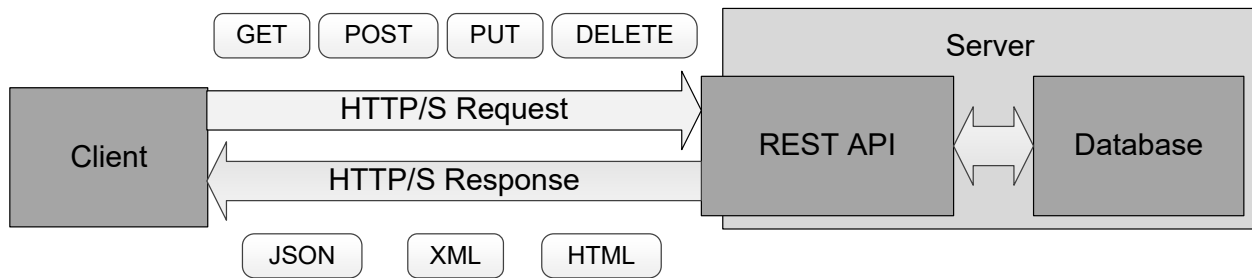 GET POST PUT DELETE
Server
HTTP/S Request
Client
REST API
Database
HTTP/S Response
JSON XML HTML